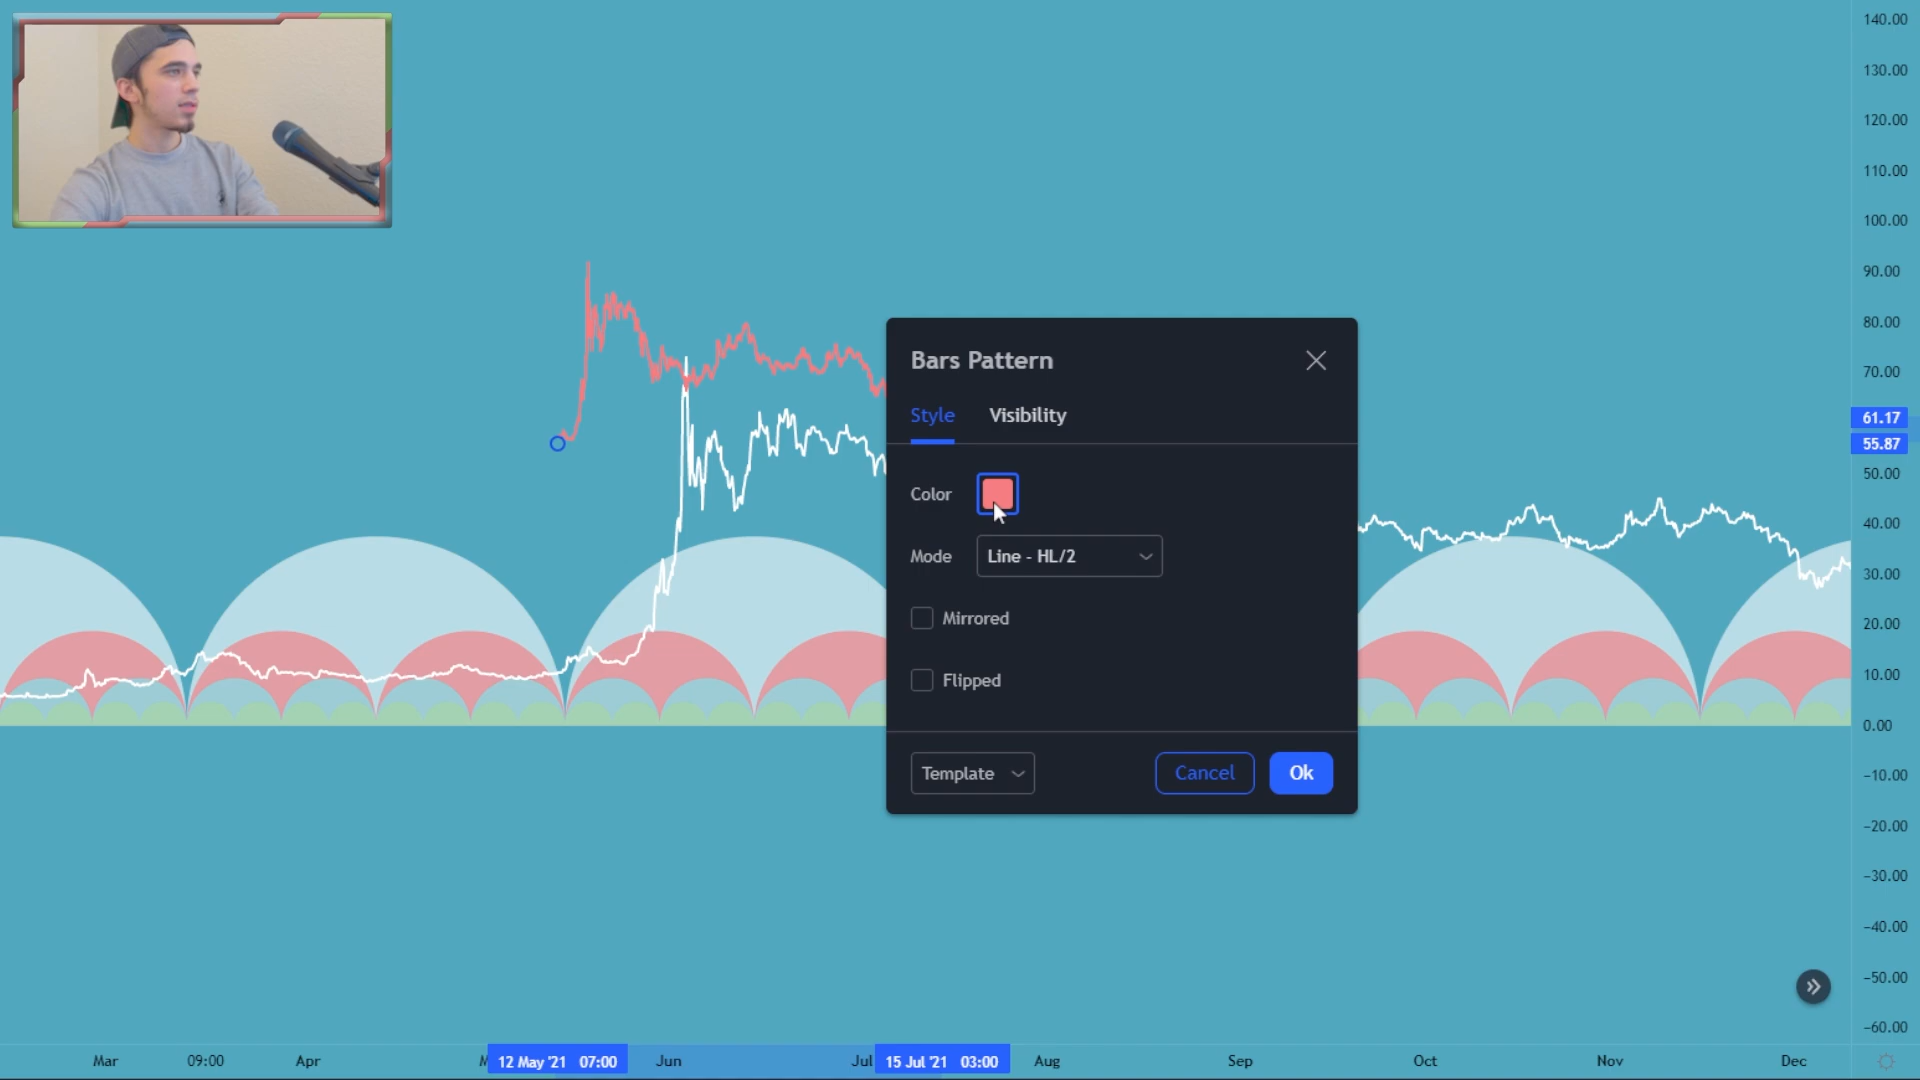 140.00
130.00
120.00
110.00
100.00
90.00
80.00
70.00
61.17
55.87
50.00
40.00
30.00
20.00
10.00
0.00
−10.00
−20.00
−30.00
−40.00
−50.00
−60.00
Bars Pattern
Style Visibility
Color
Mode Line - HL/2
Mirrored
Flipped
Template Cancel Ok
Mar 09:00 Apr 12 May '21 07:00 Jun Jul 15 Jul '21 03:00 Aug Sep Oct Nov Dec